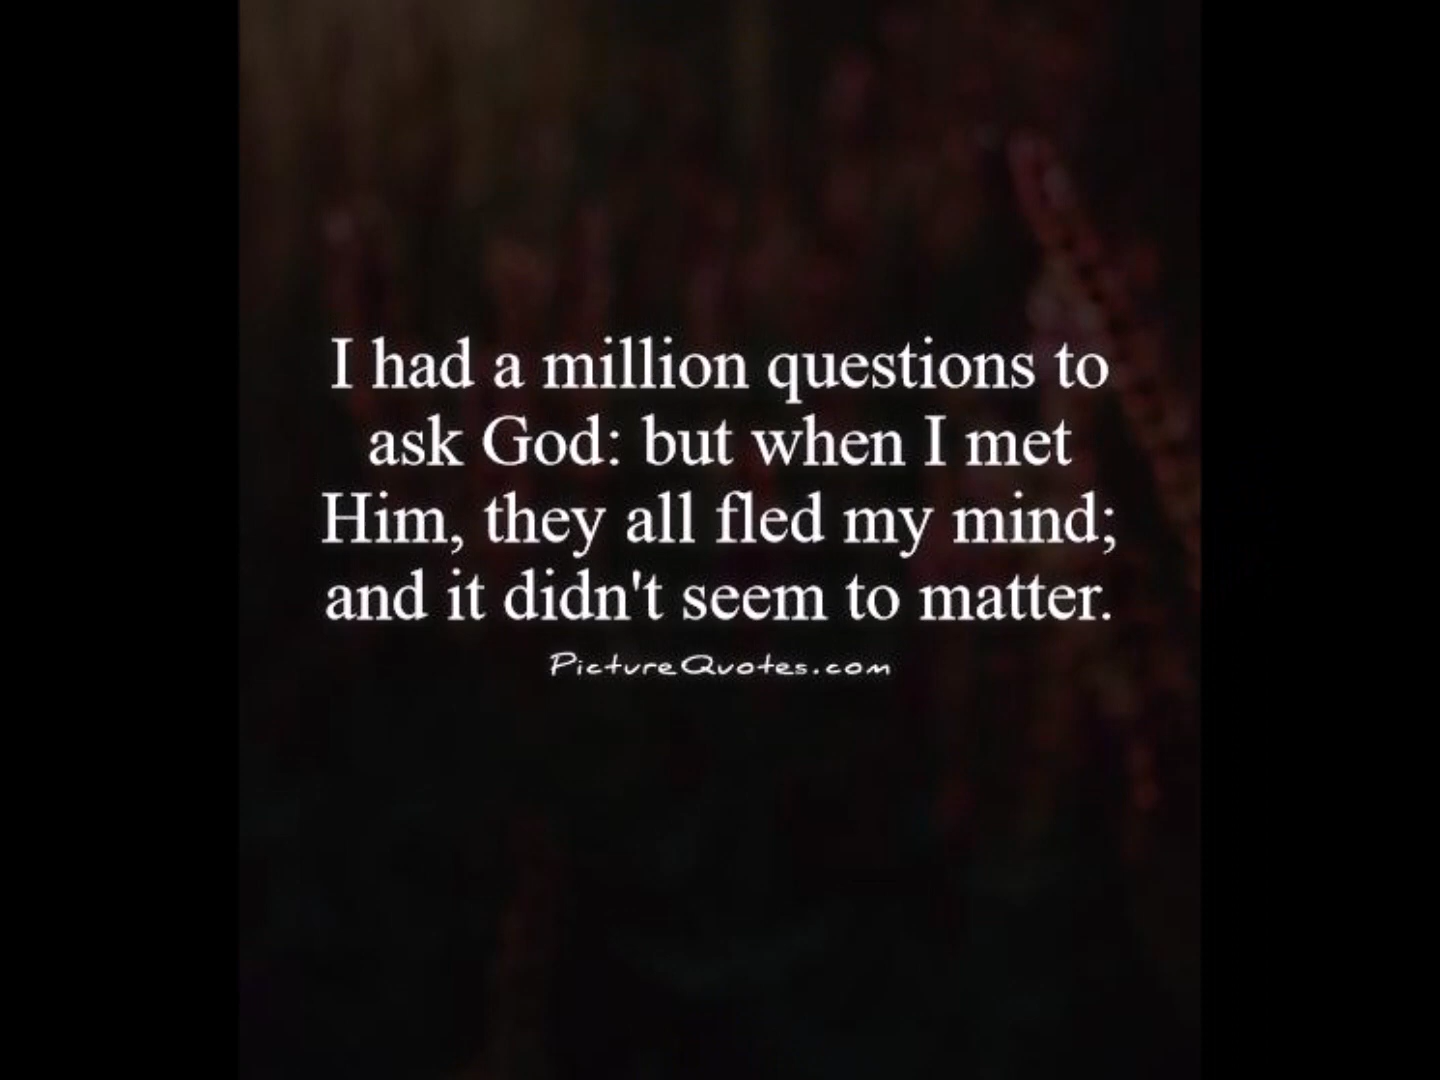 I had a million questions to
ask God: but when I met
Him, they all fled my mind;
and it didn't seem to matter.
PictureQuotes.com